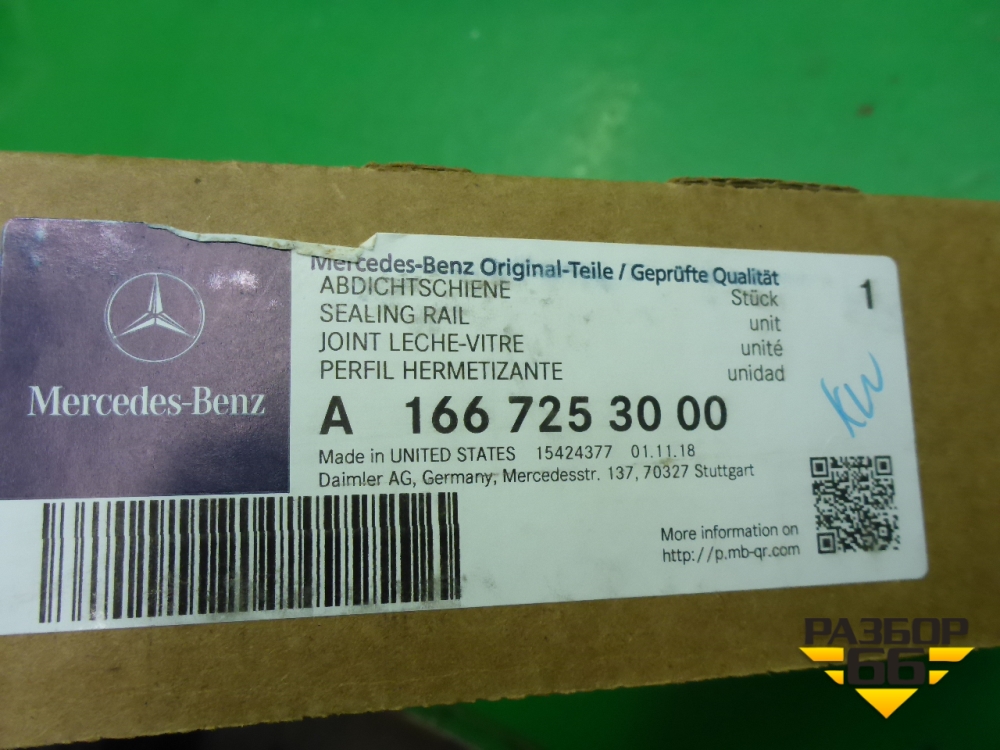 Mercedes-Benz Original-Teile / Geprüfte Qualität
ABDICHTSCHIENE Stück 1
SEALING RAIL unit
JOINT LECHE-VITRE unité
PERFIL HERMETIZANTE unidad
Mercedes-Benz
A 166 725 30 00
KW
Made in UNITED STATES 15424377 01.11.18
Daimler AG, Germany, Mercedesstr. 137, 70327 Stuttgart
More information on
http://p.mb-qr.com
РАЗБОР
66